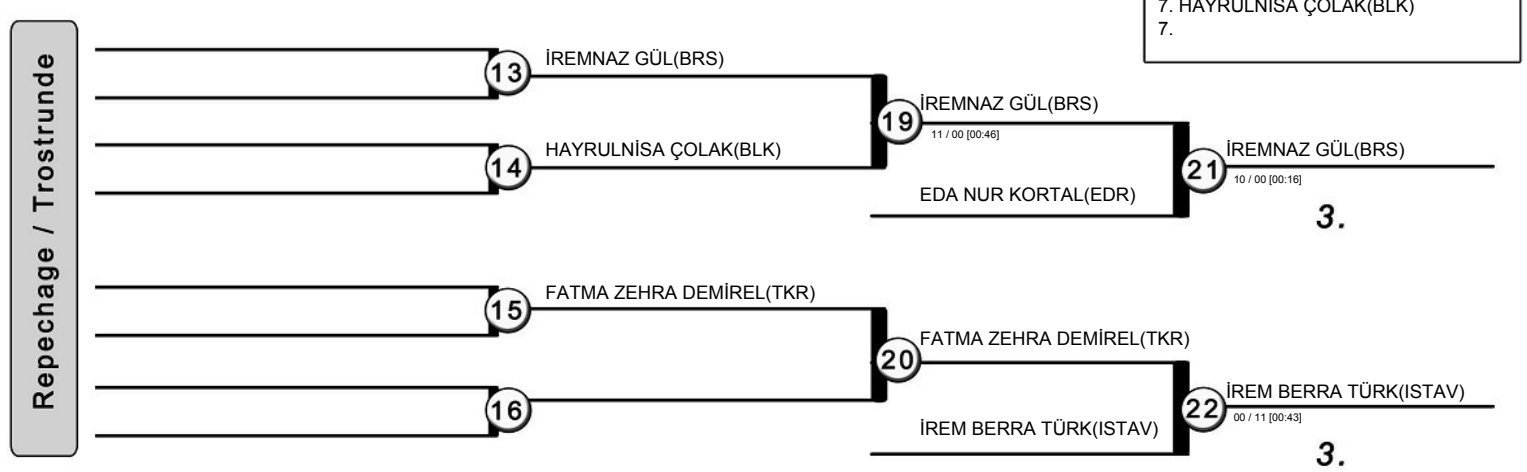 7. HAYRULNİSA ÇOLAK(BLK)
7.
Repechage / Trostrunde
13
İREMNAZ GÜL(BRS)
14
HAYRULNİSA ÇOLAK(BLK)
19
İREMNAZ GÜL(BRS)
11 / 00 [00:46]
EDA NUR KORTAL(EDR)
21
İREMNAZ GÜL(BRS)
10 / 00 [00:16]
3.
15
FATMA ZEHRA DEMİREL(TKR)
16
20
FATMA ZEHRA DEMİREL(TKR)
İREM BERRA TÜRK(ISTAV)
22
İREM BERRA TÜRK(ISTAV)
00 / 11 [00:43]
3.